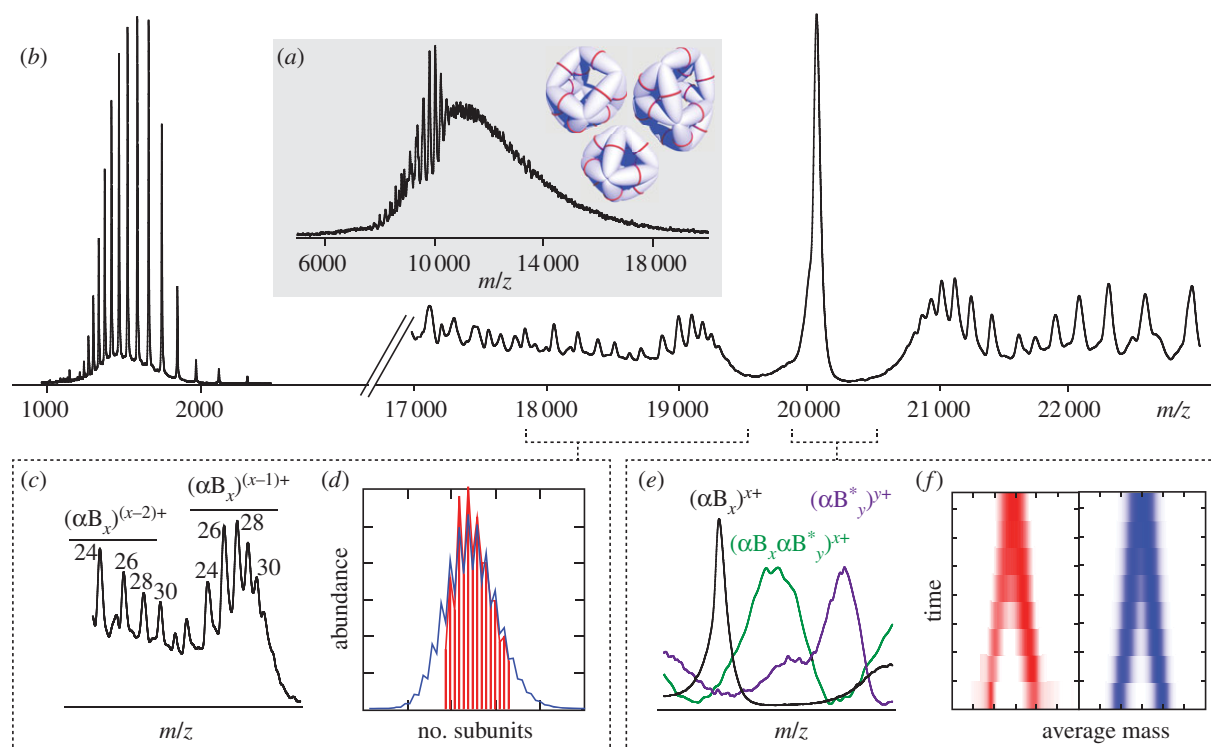 (b)
(a)
6000 10 000 14 000 18 000
m/z
1000 2000 17 000 18 000 19 000 20 000 21 000 22 000 m/z
(c)
(αBₓ)⁽ˣ⁻²⁾⁺
(αBₓ)⁽ˣ⁻¹⁾⁺
24 26 28 30
24 26 28 30
m/z
(d)
abundance
no. subunits
(e)
(αBₓ)ˣ⁺
(αB*ᵧ)ʸ⁺
(αBₓαB*ᵧ)ˣ⁺
m/z
(f)
time
average mass